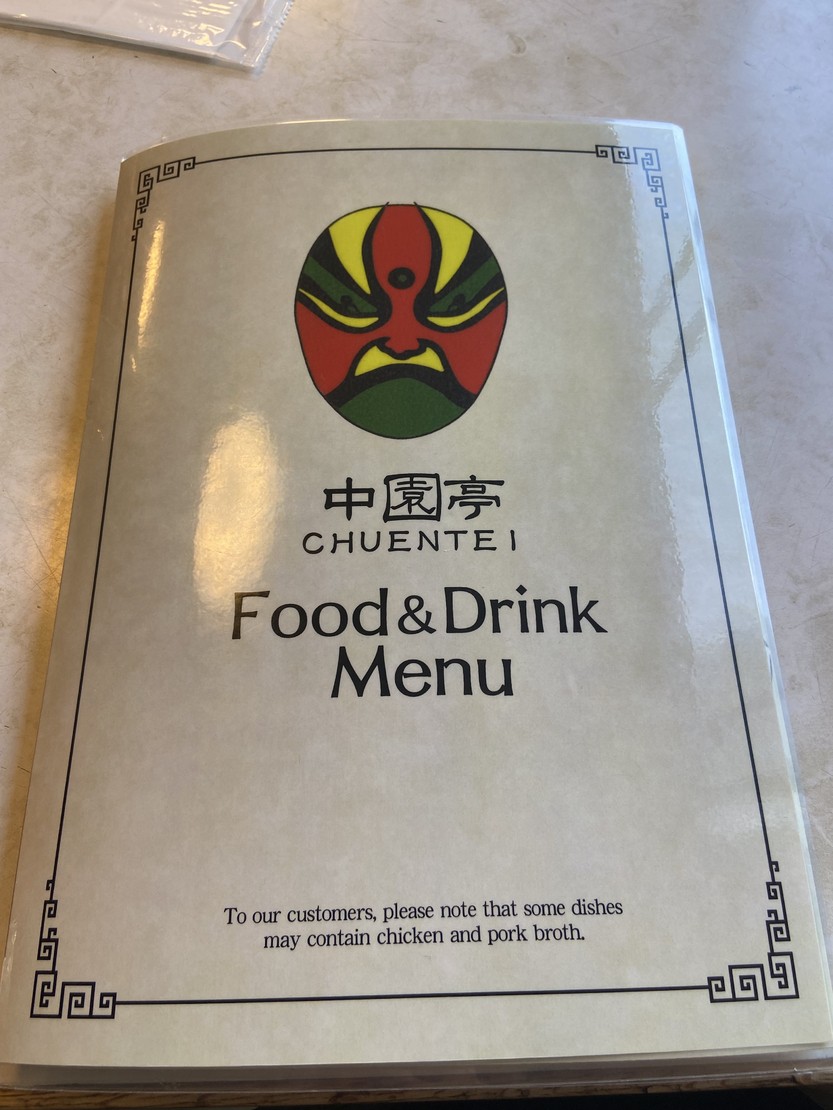 中園亭
CHUENTEI
Food & Drink
Menu
To our customers, please note that some dishes
may contain chicken and pork broth.